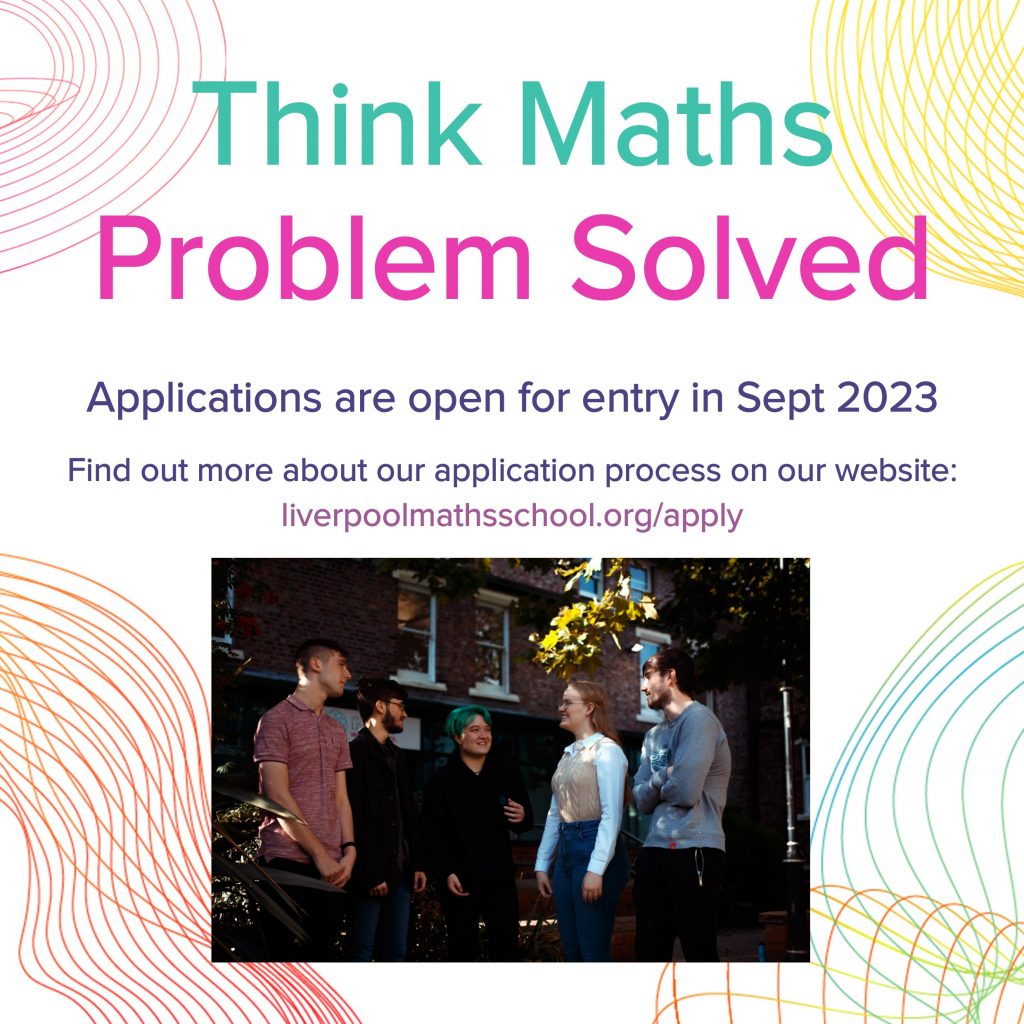 Think Maths
Problem Solved
Applications are open for entry in Sept 2023
Find out more about our application process on our website:
liverpoolmathsschool.org/apply